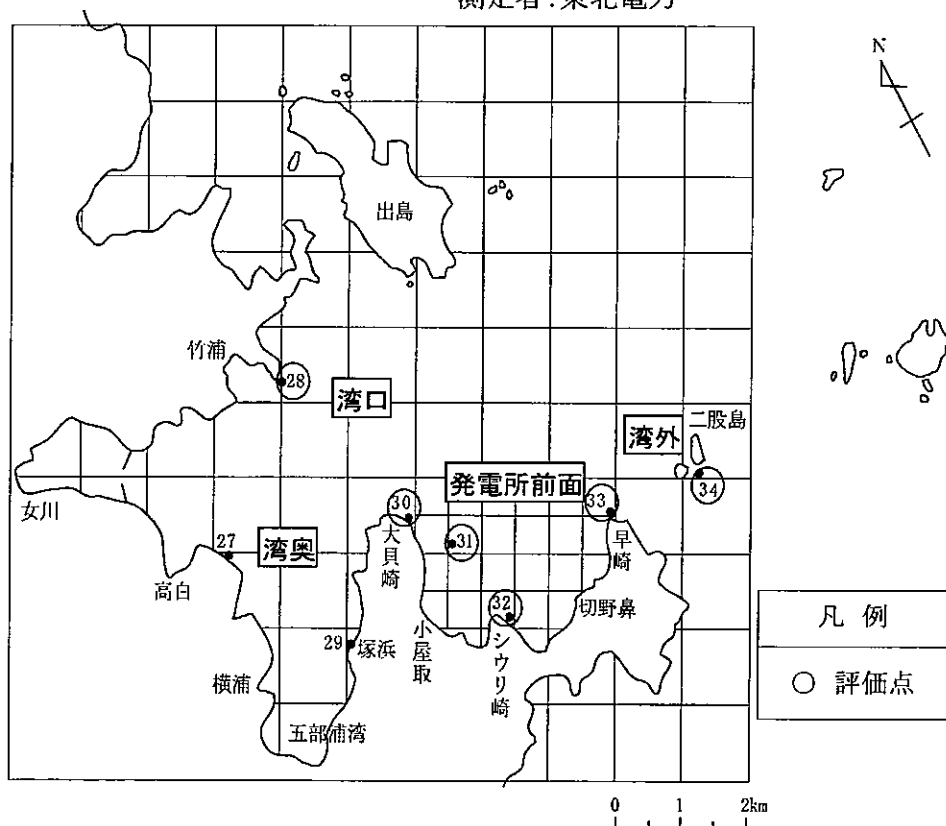 測定者:東北電力
N
出島
竹浦
28
湾口
二股島
湾外
発電所前面
34
女川
30
33
大貝崎
31
早崎
27
湾奥
高白
32
切野鼻
凡 例
29
塚浜
小屋取
シウリ崎
○ 評価点
横浦
五部浦湾
0 1 2km